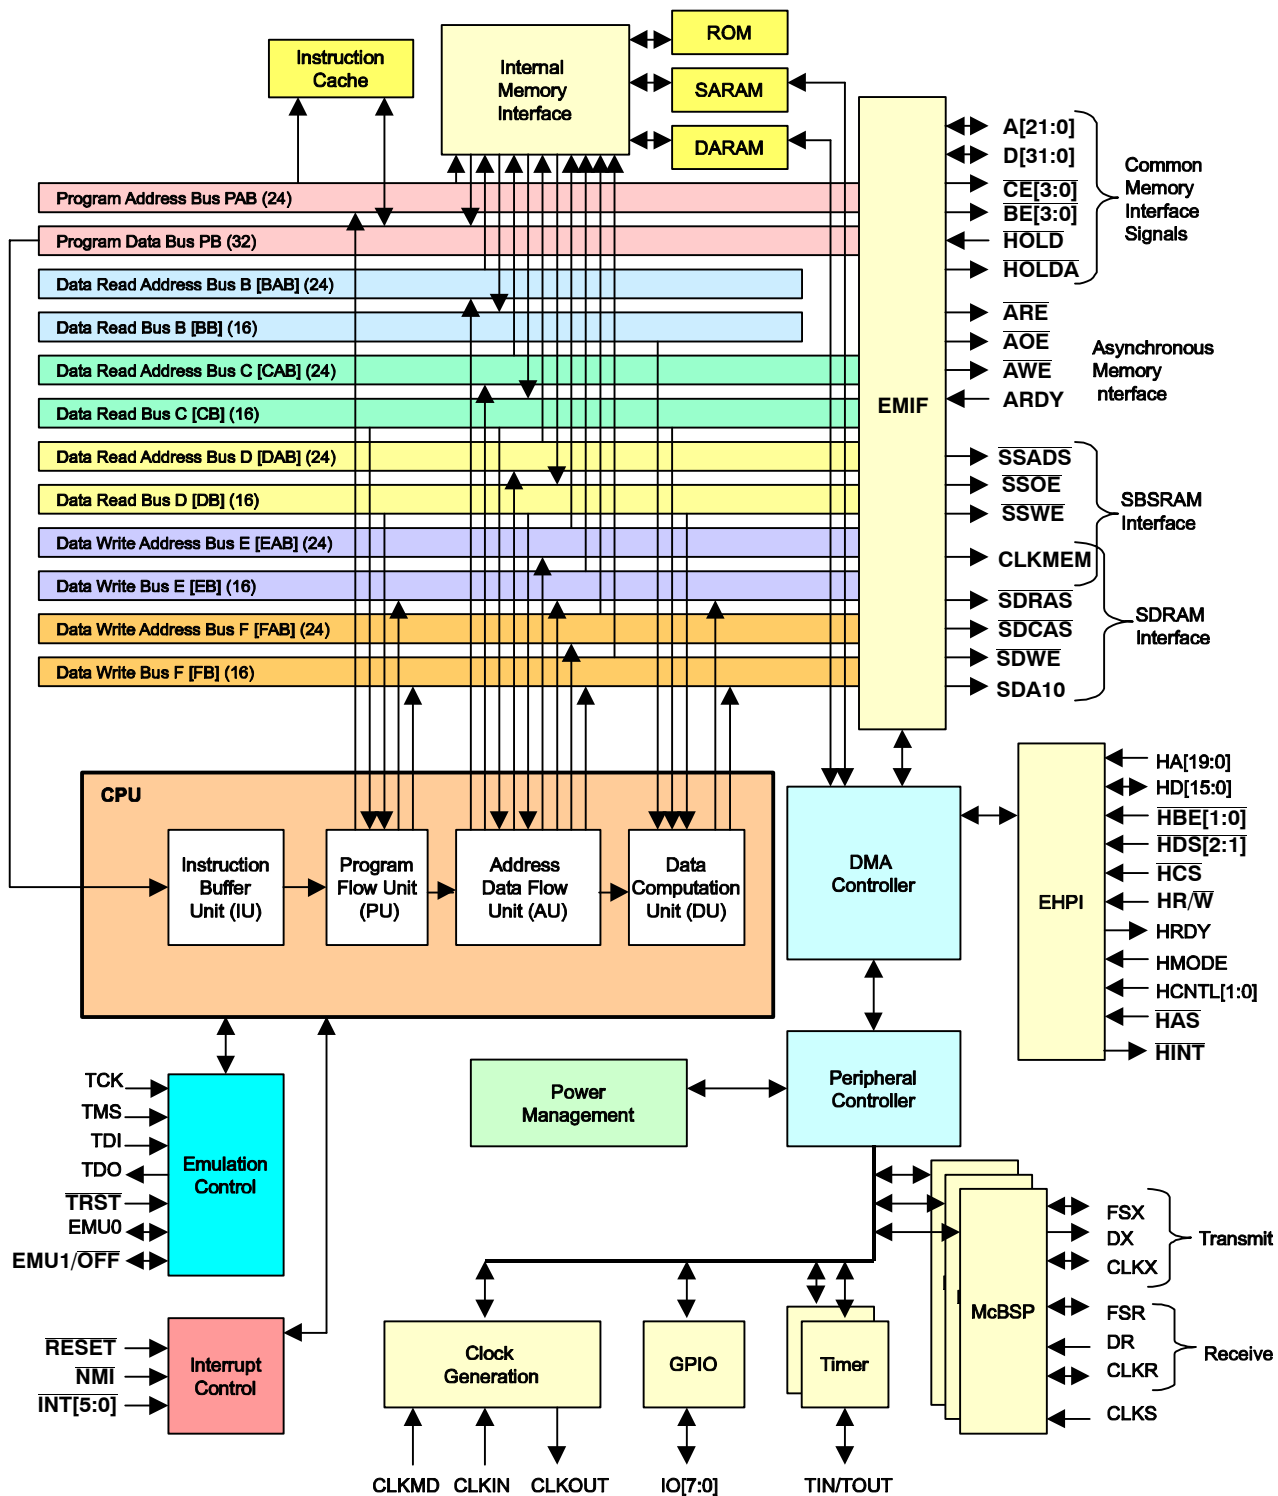 Instruction
Cache
Internal
Memory
Interface
ROM
SARAM
DARAM
Program Address Bus PAB (24)
Program Data Bus PB (32)
Data Read Address Bus B [BAB] (24)
Data Read Bus B [BB] (16)
Data Read Address Bus C [CAB] (24)
Data Read Bus C [CB] (16)
Data Read Address Bus D [DAB] (24)
Data Read Bus D [DB] (16)
Data Write Address Bus E [EAB] (24)
Data Write Bus E [EB] (16)
Data Write Address Bus F [FAB] (24)
Data Write Bus F [FB] (16)
EMIF
A[21:0]
D[31:0]
CE[3:0]
BE[3:0]
HOLD
HOLDA
Common
Memory
Interface
Signals
ARE
AOE
AWE
ARDY
Asynchronous
Memory
nterface
SSADS
SSOE
SSWE
CLKMEM
SBSRAM
Interface
SDRAS
SDCAS
SDWE
SDA10
SDRAM
Interface
CPU
Instruction
Buffer
Unit (IU)
Program
Flow Unit
(PU)
Address
Data Flow
Unit (AU)
Data
Computation
Unit (DU)
DMA
Controller
EHPI
HA[19:0]
HD[15:0]
HBE[1:0]
HDS[2:1]
HCS
HR/W
HRDY
HMODE
HCNTL[1:0]
HAS
HINT
Power
Management
Peripheral
Controller
TCK
TMS
TDI
TDO
TRST
EMU0
EMU1/OFF
Emulation
Control
RESET
NMI
INT[5:0]
Interrupt
Control
Clock
Generation
GPIO
Timer
McBSP
FSX
DX
CLKX
Transmit
FSR
DR
CLKR
Receive
CLKS
CLKMD
CLKIN
CLKOUT
IO[7:0]
TIN/TOUT